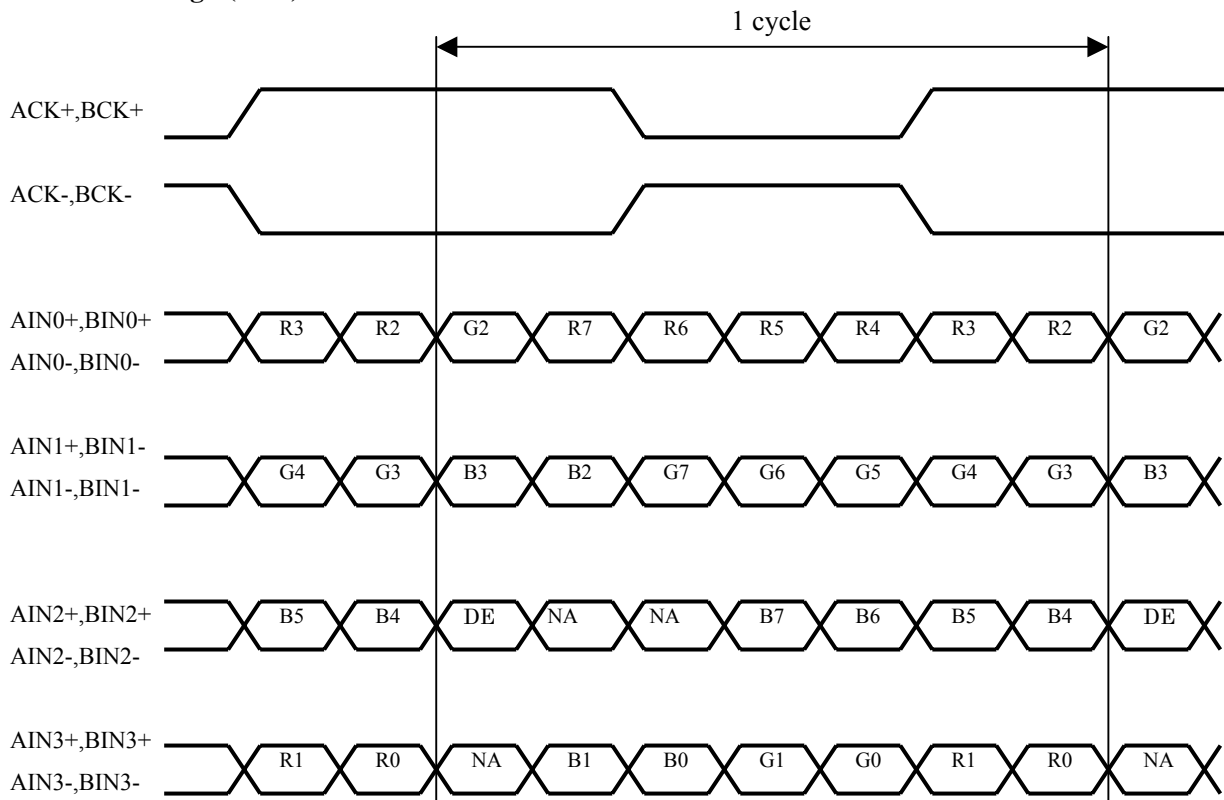 1 cycle
ACK+,BCK+
ACK-,BCK-
AIN0+,BIN0+
R3 R2 G2 R7 R6 R5 R4 R3 R2 G2
AIN0-,BIN0-
AIN1+,BIN1-
G4 G3 B3 B2 G7 G6 G5 G4 G3 B3
AIN1-,BIN1-
AIN2+,BIN2+
B5 B4 DE NA NA B7 B6 B5 B4 DE
AIN2-,BIN2-
AIN3+,BIN3+
R1 R0 NA B1 B0 G1 G0 R1 R0 NA
AIN3-,BIN3-